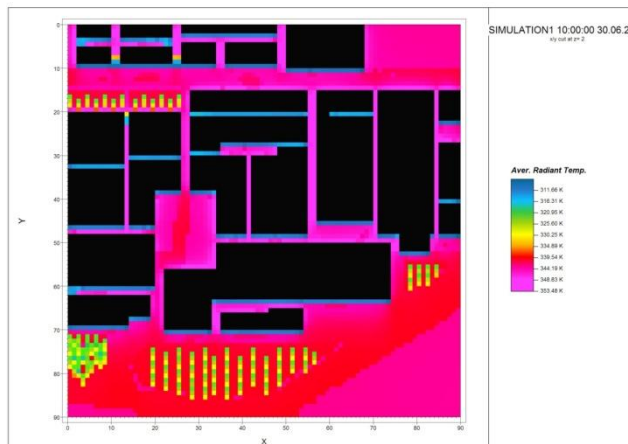 SIMULATION1 10:00:00 30.06.2
x/y cut at z= 2
Aver. Radiant Temp.
311.66 K
316.31 K
320.95 K
325.60 K
330.25 K
334.89 K
339.54 K
344.19 K
348.83 K
353.48 K
Y
0
10
20
30
40
50
60
70
80
90
0 10 20 30 40 50 60 70 80 90
X